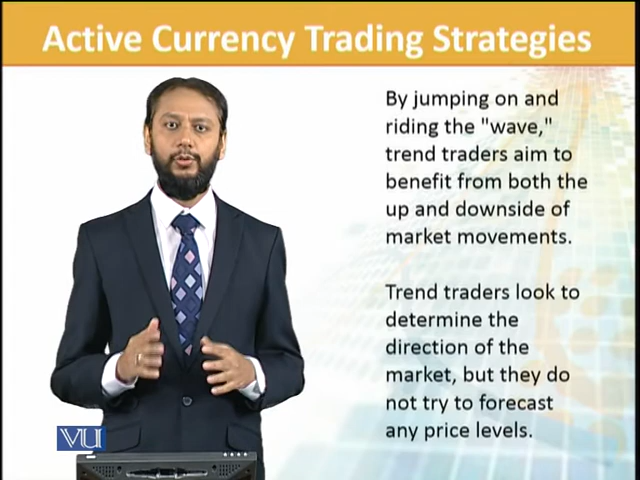 Active Currency Trading Strategies
By jumping on and
riding the "wave,"
trend traders aim to
benefit from both the
up and downside of
market movements.
Trend traders look to
determine the
direction of the
market, but they do
not try to forecast
any price levels.
VU